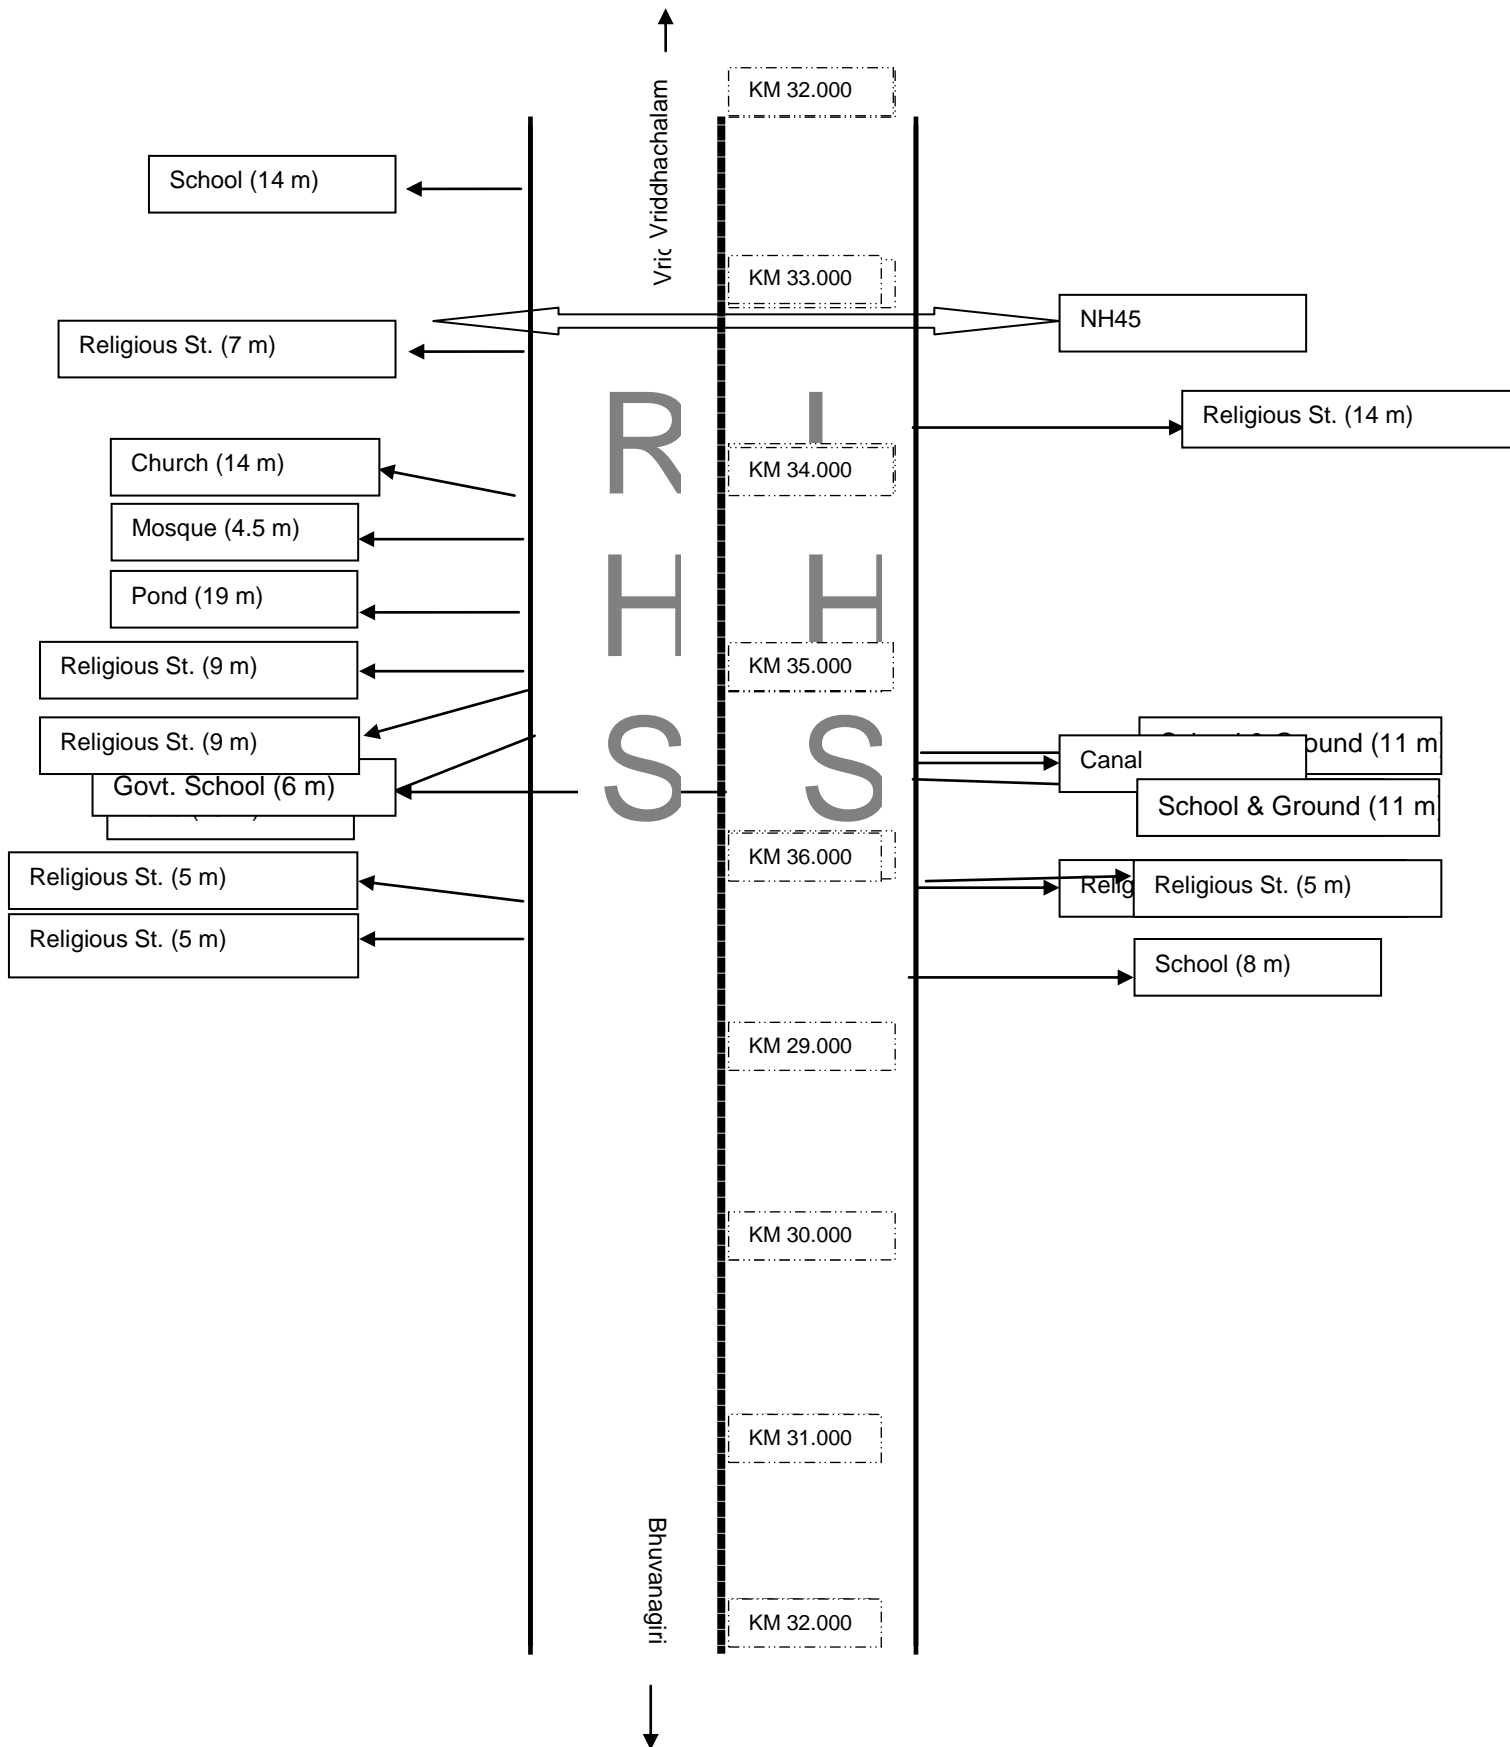 KM 32.000
Vriddhachalam
School (14 m)
KM 33.000
NH45
Religious St. (7 m)
Religious St. (14 m)
R
Church (14 m)
KM 34.000
Mosque (4.5 m)
H H
Pond (19 m)
Religious St. (9 m)
KM 35.000
Religious St. (9 m)
S S
Canal
Ground (11 m
Govt. School (6 m)
School & Ground (11 m
KM 36.000
Religious St. (5 m)
Religious St. (5 m)
Religious St. (5 m)
School (8 m)
KM 29.000
KM 30.000
KM 31.000
Bhuvanagiri
KM 32.000